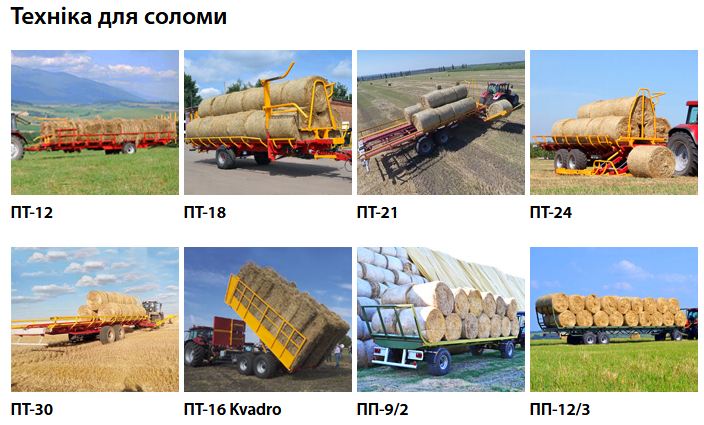 Техніка для соломи
ПТ-12
ПТ-18
ПТ-21
ПТ-24
ПТ-30
ПТ-16 Kvadro
ПП-9/2
ПП-12/3